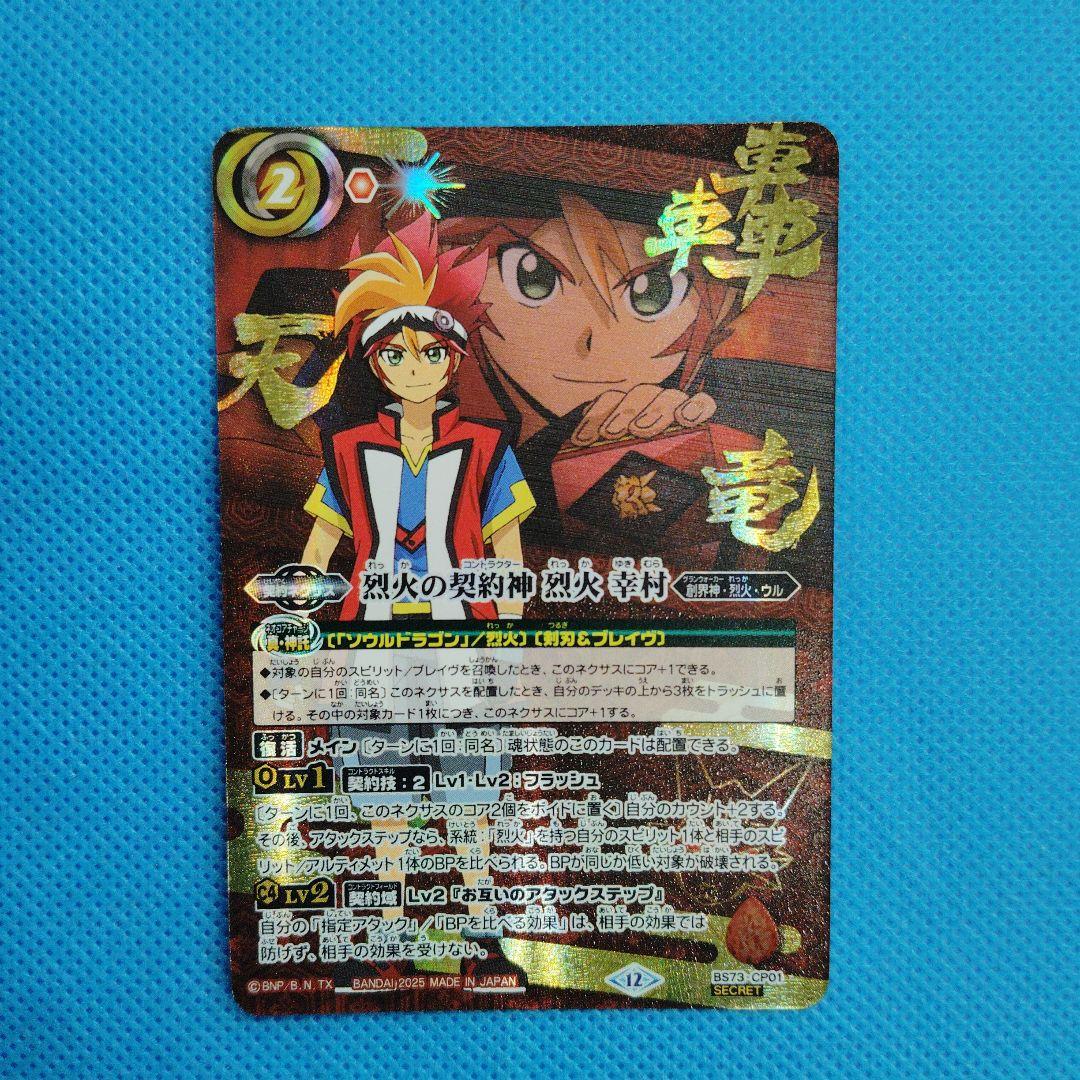 2
轟
天
竜
契約ネクサス
烈火の契約神 烈火 幸村
創界神・烈火・ウル
真・神託 〔「ソウルドラゴン」/烈火〕〔剣刃&ブレイヴ〕
◆対象の自分のスピリット/ブレイヴを召喚したとき、このネクサスにコア+1できる。
◆〔ターンに1回:同名〕このネクサスを配置したとき、自分のデッキの上から3枚をトラッシュに置
ける。その中の対象カード1枚につき、このネクサスにコア+1する。
復活 メイン〔ターンに1回:同名〕魂状態のこのカードは配置できる。
0 LV1 契約技:2 Lv1・Lv2:フラッシュ
〔ターンに1回、このネクサスのコア2個をボイドに置く〕自分のカウント+2する。
その後、アタックステップなら、系統:「烈火」を持つ自分のスピリット1体と相手のスピ
リット/アルティメット1体のBPを比べられる。BPが同じか低い対象が破壊される。
C4 LV2 契約域 Lv2『お互いのアタックステップ』
自分の「指定アタック」/「BPを比べる効果」は、相手の効果では
防げず、相手の効果を受けない。
©BNP/B, N, TX BANDAI 2025 MADE IN JAPAN
12
BS73-CP01
SECRET